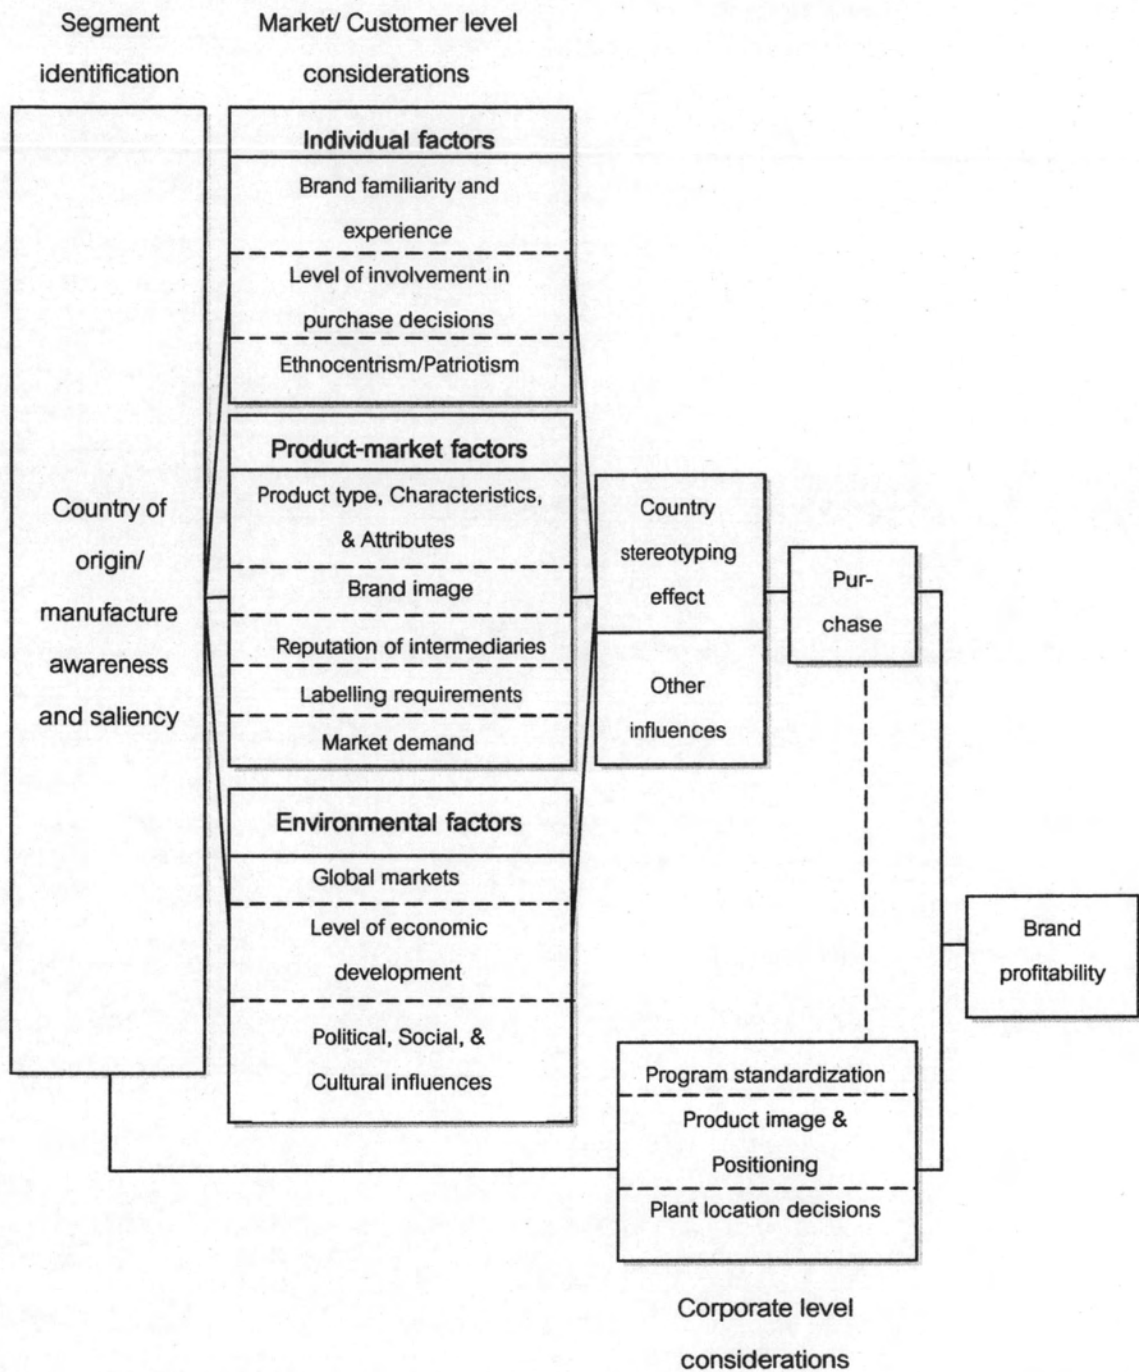 Segment
identification
Market/ Customer level
considerations
Country of
origin/
manufacture
awareness
and saliency
Individual factors
Brand familiarity and
experience
Level of involvement in
purchase decisions
Ethnocentrism/Patriotism
Product-market factors
Product type, Characteristics,
& Attributes
Brand image
Reputation of intermediaries
Labelling requirements
Market demand
Environmental factors
Global markets
Level of economic
development
Political, Social, &
Cultural influences
Country
stereotyping
effect
Other
influences
Pur-
chase
Brand
profitability
Program standardization
Product image &
Positioning
Plant location decisions
Corporate level
considerations